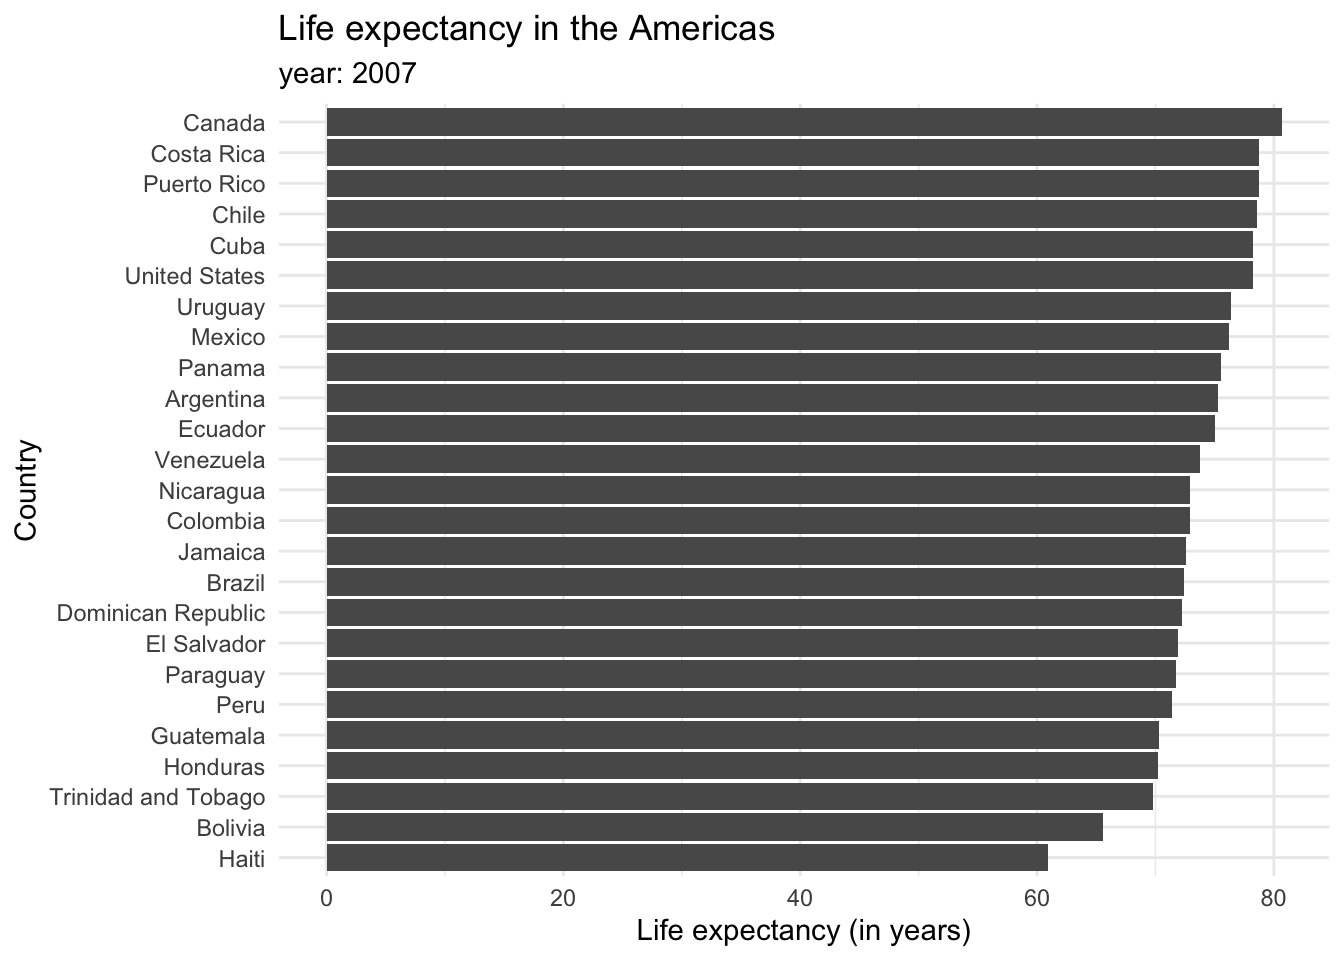 Life expectancy in the Americas
year: 2007
Country
Canada
Costa Rica
Puerto Rico
Chile
Cuba
United States
Uruguay
Mexico
Panama
Argentina
Ecuador
Venezuela
Nicaragua
Colombia
Jamaica
Brazil
Dominican Republic
El Salvador
Paraguay
Peru
Guatemala
Honduras
Trinidad and Tobago
Bolivia
Haiti
0 20 40 60 80
Life expectancy (in years)